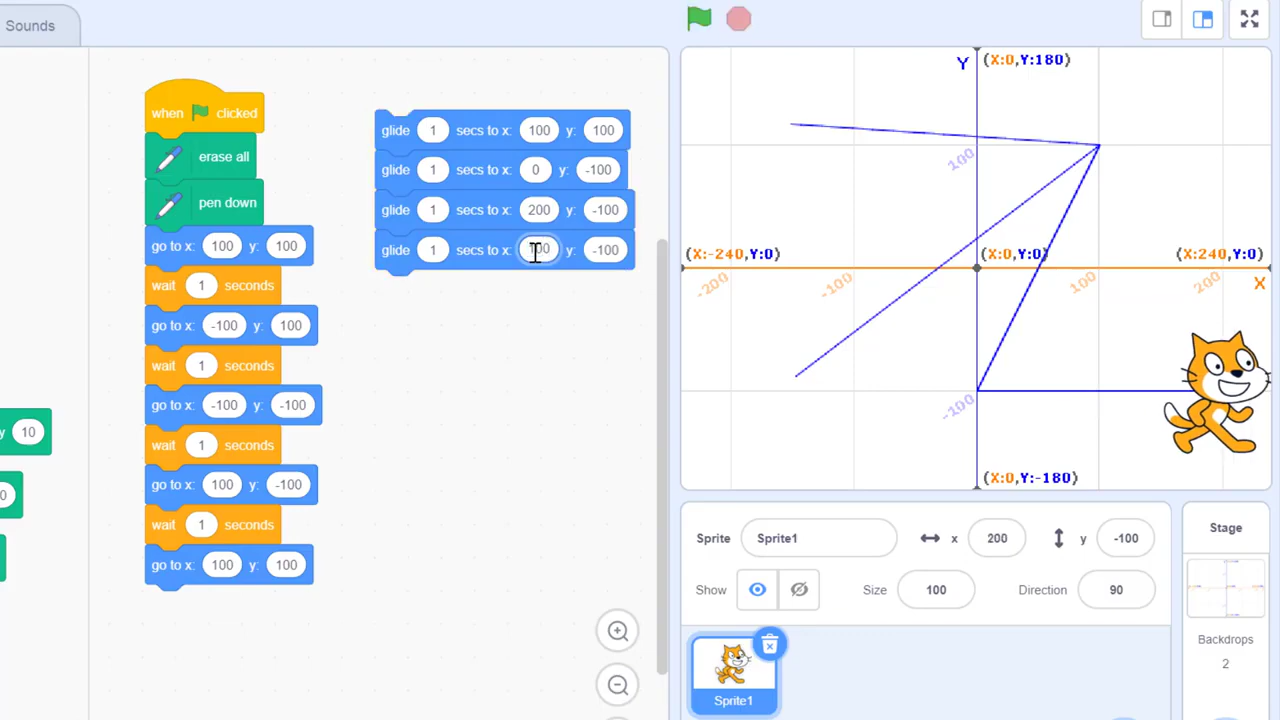 Sounds
when clicked
erase all
pen down
go to x: 100 y: 100
wait 1 seconds
go to x: -100 y: 100
wait 1 seconds
go to x: -100 y: -100
wait 1 seconds
go to x: 100 y: -100
wait 1 seconds
go to x: 100 y: 100
y 10
0
glide 1 secs to x: 100 y: 100
glide 1 secs to x: 0 y: -100
glide 1 secs to x: 200 y: -100
glide 1 secs to x: 100 y: -100
Y (X:0,Y:180)
100
(X:-240,Y:0) (X:0,Y:0) (X:240,Y:0)
-200 -100 100 200 X
-100
(X:0,Y:-180)
Sprite Sprite1 x 200 y -100
Show Size 100 Direction 90
Sprite1
Stage
Backdrops
2